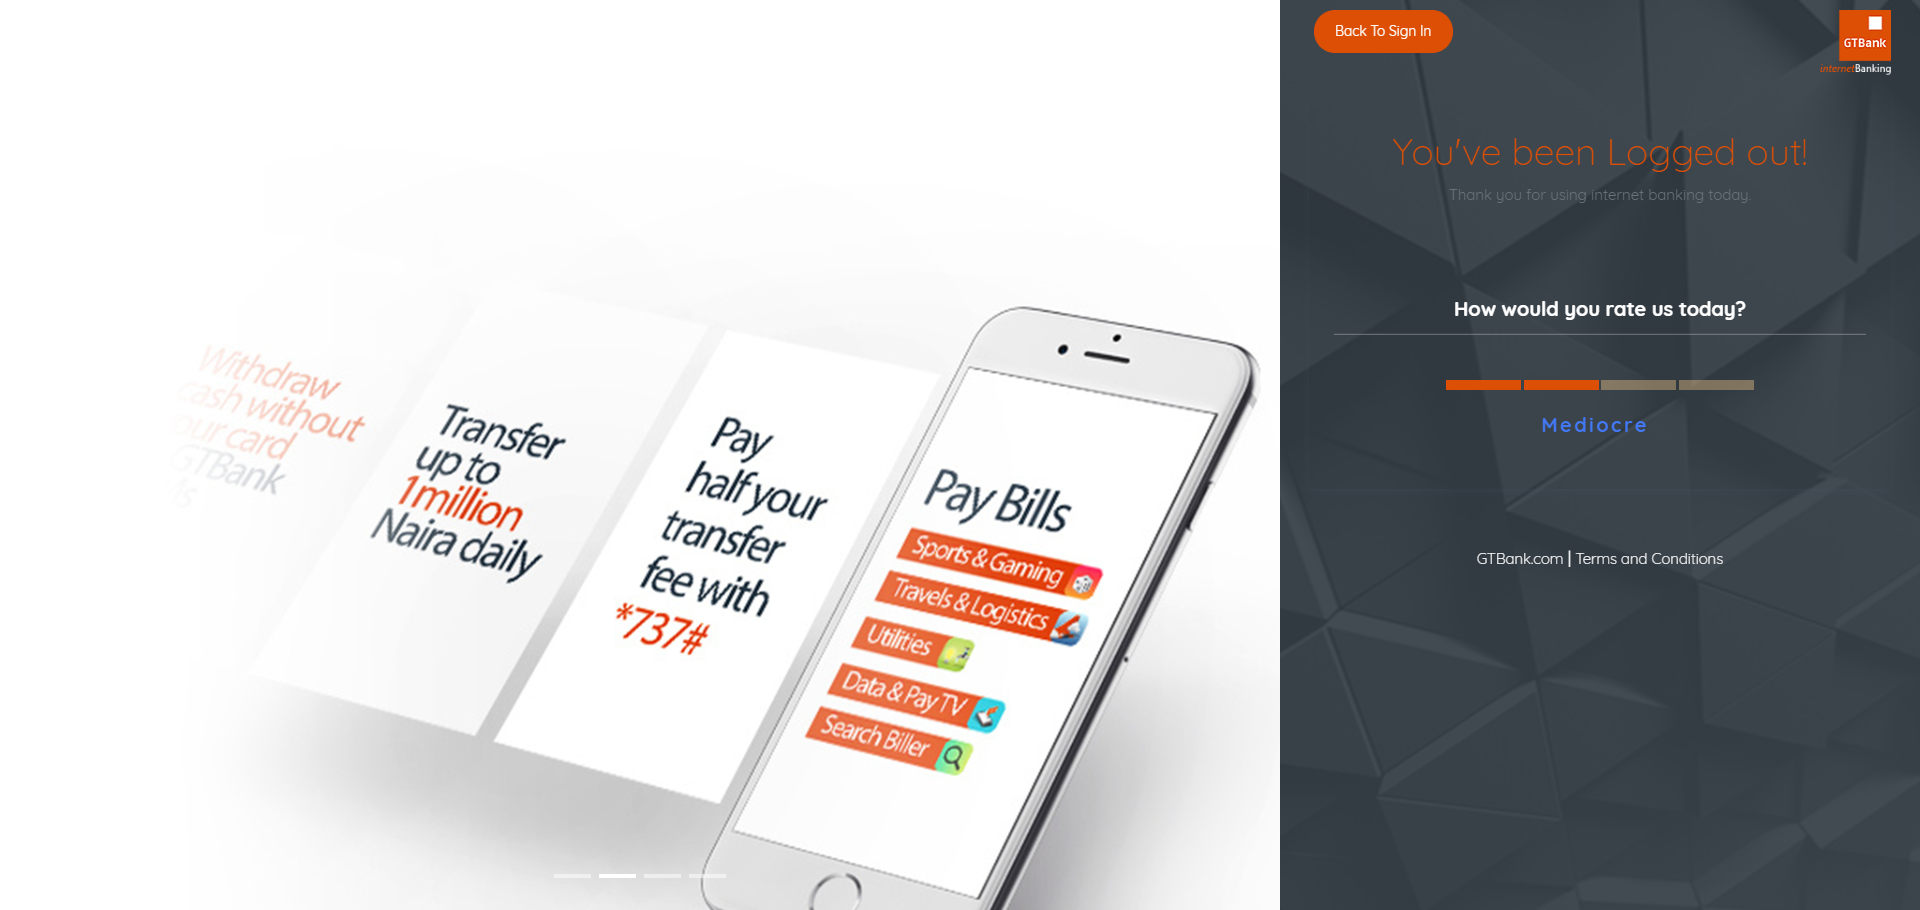 Withdraw
cash without
your card
GTBank
Transfer
up to
1million
Naira daily
Pay
half your
transfer
fee with
*737#
Pay Bills
Sports & Gaming
Travels & Logistics
Utilities
Data & Pay TV
Search Biller
Back To Sign In
GTBank
internetBanking
You've been Logged out!
Thank you for using internet banking today.
How would you rate us today?
Mediocre
GTBank.com | Terms and Conditions